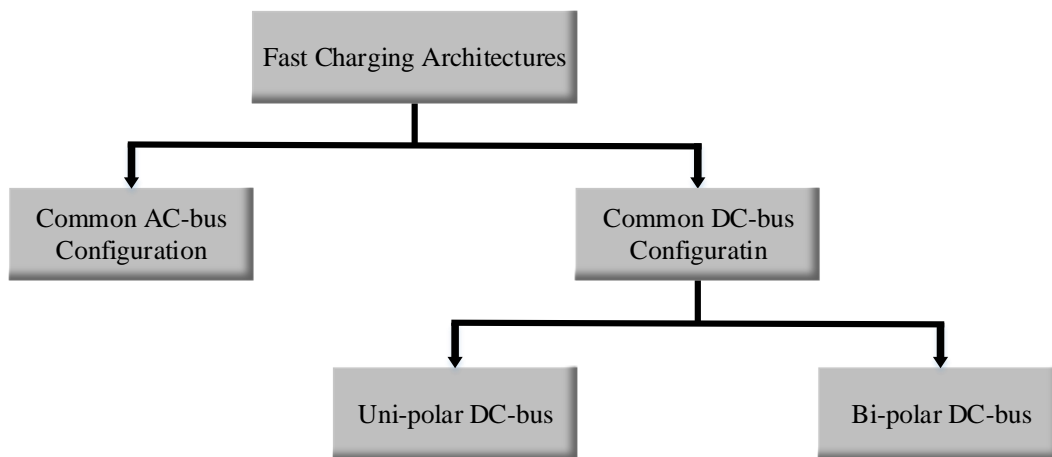 Fast Charging Architectures
Common AC-bus
Configuration
Common DC-bus
Configuratin
Uni-polar DC-bus
Bi-polar DC-bus